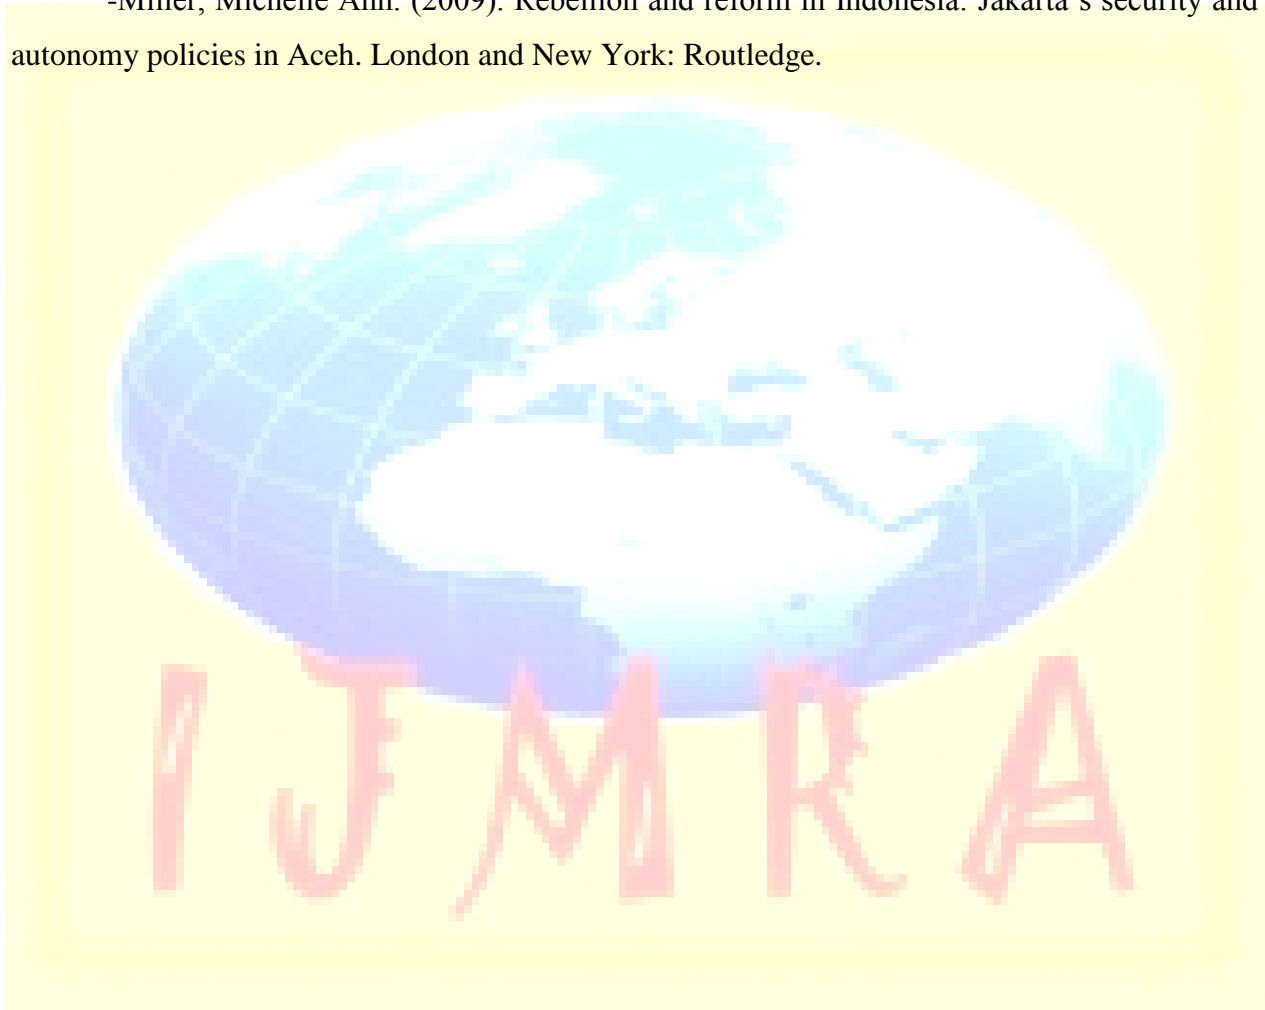 -Miller, Michelle Ann. (2009). Rebellion and reform in Indonesia: Jakarta's security and
autonomy policies in Aceh. London and New York: Routledge.
IJMRA